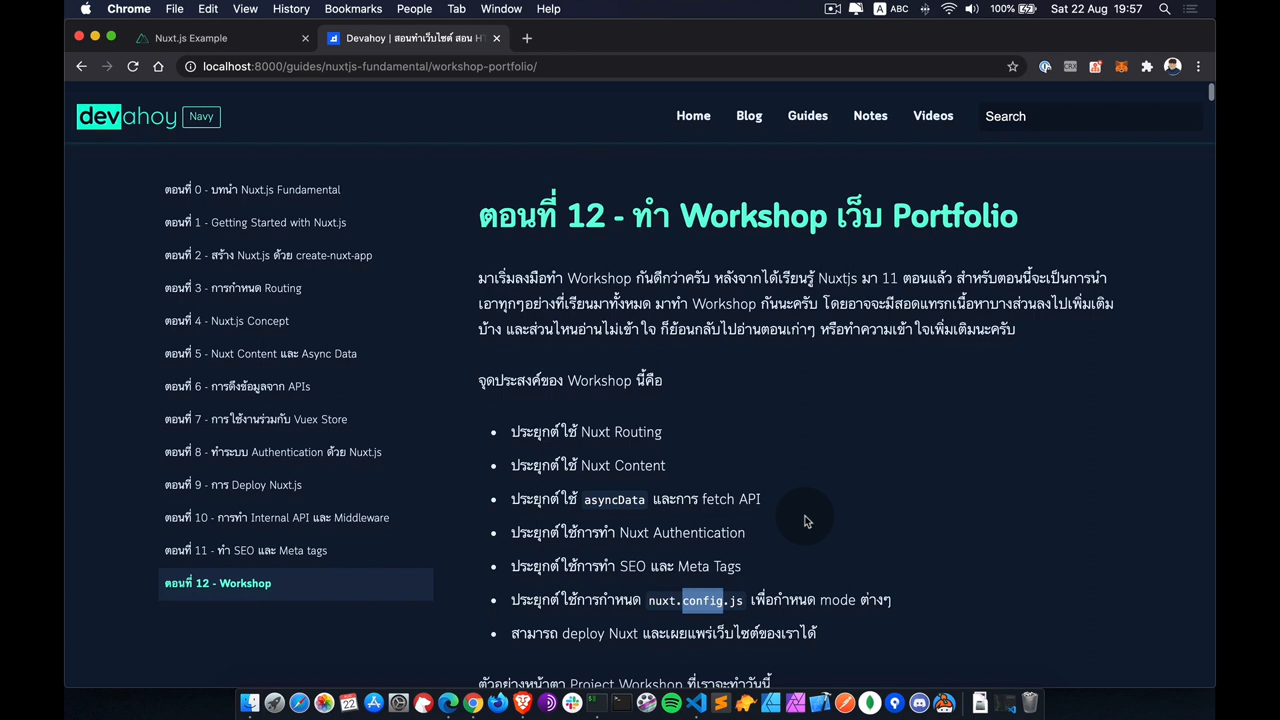 Chrome File Edit View History Bookmarks People Tab Window Help
A ABC 100% Sat 22 Aug 19:57
Nuxt.js Example
Devahoy | สอนทำเว็บไซต์ สอน HT
localhost:8000/guides/nuxtjs-fundamental/workshop-portfolio/
devahoy Navy
Home Blog Guides Notes Videos Search
ตอนที่ 0 - บทนำ Nuxt.js Fundamental
ตอนที่ 1 - Getting Started with Nuxt.js
ตอนที่ 2 - สร้าง Nuxt.js ด้วย create-nuxt-app
ตอนที่ 3 - การกำหนด Routing
ตอนที่ 4 - Nuxt.js Concept
ตอนที่ 5 - Nuxt Content และ Async Data
ตอนที่ 6 - การดึงข้อมูลจาก APIs
ตอนที่ 7 - การใช้งานร่วมกับ Vuex Store
ตอนที่ 8 - ทำระบบ Authentication ด้วย Nuxt.js
ตอนที่ 9 - การ Deploy Nuxt.js
ตอนที่ 10 - การทำ Internal API และ Middleware
ตอนที่ 11 - ทำ SEO และ Meta tags
ตอนที่ 12 - Workshop
ตอนที่ 12 - ทำ Workshop เว็บ Portfolio
มาเริ่มลงมือทำ Workshop กันดีกว่าครับ หลังจากได้เรียนรู้ Nuxtjs มา 11 ตอนแล้ว สำหรับตอนนี้จะเป็นการนำ
เอาทุกๆอย่างที่เรียนมาทั้งหมด มาทำ Workshop กันนะครับ โดยอาจจะมีสอดแทรกเนื้อหาบางส่วนลงไปเพิ่มเติม
บ้าง และส่วนไหนอ่านไม่เข้าใจ ก็ย้อนกลับไปอ่านตอนเก่าๆ หรือทำความเข้าใจเพิ่มเติมนะครับ
จุดประสงค์ของ Workshop นี้คือ
ประยุกต์ใช้ Nuxt Routing
ประยุกต์ใช้ Nuxt Content
ประยุกต์ใช้ asyncData และการ fetch API
ประยุกต์ใช้การทำ Nuxt Authentication
ประยุกต์ใช้การทำ SEO และ Meta Tags
ประยุกต์ใช้การกำหนด nuxt.config.js เพื่อกำหนด mode ต่างๆ
สามารถ deploy Nuxt และเผยแพร่เว็บไซต์ของเราได้
ตัวอย่างหน้าตา Project Workshop ที่เราจะทำวันนี้